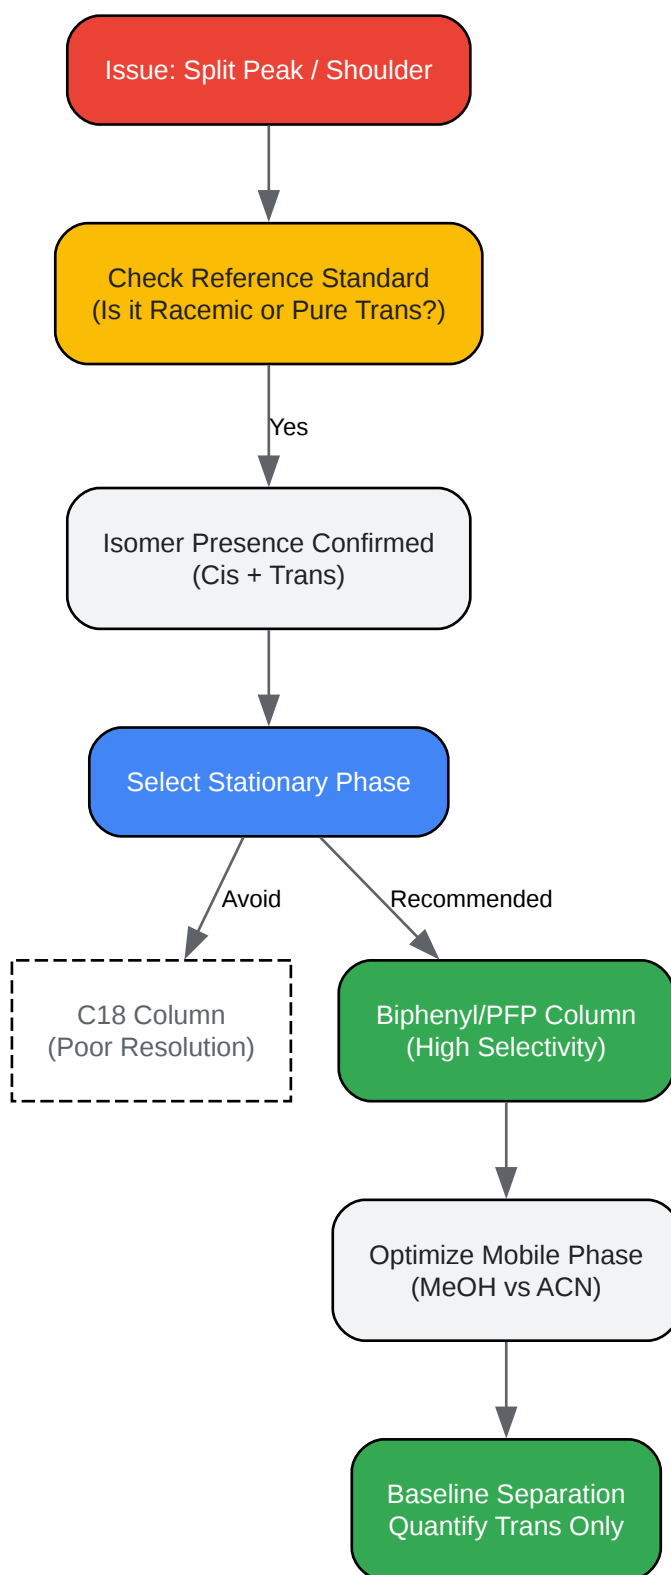 Issue: Split Peak / Shoulder
Check Reference Standard
(Is it Racemic or Pure Trans?)
Yes
Isomer Presence Confirmed
(Cis + Trans)
Select Stationary Phase
Avoid
Recommended
C18 Column
(Poor Resolution)
Biphenyl/PFP Column
(High Selectivity)
Optimize Mobile Phase
(MeOH vs ACN)
Baseline Separation
Quantify Trans Only